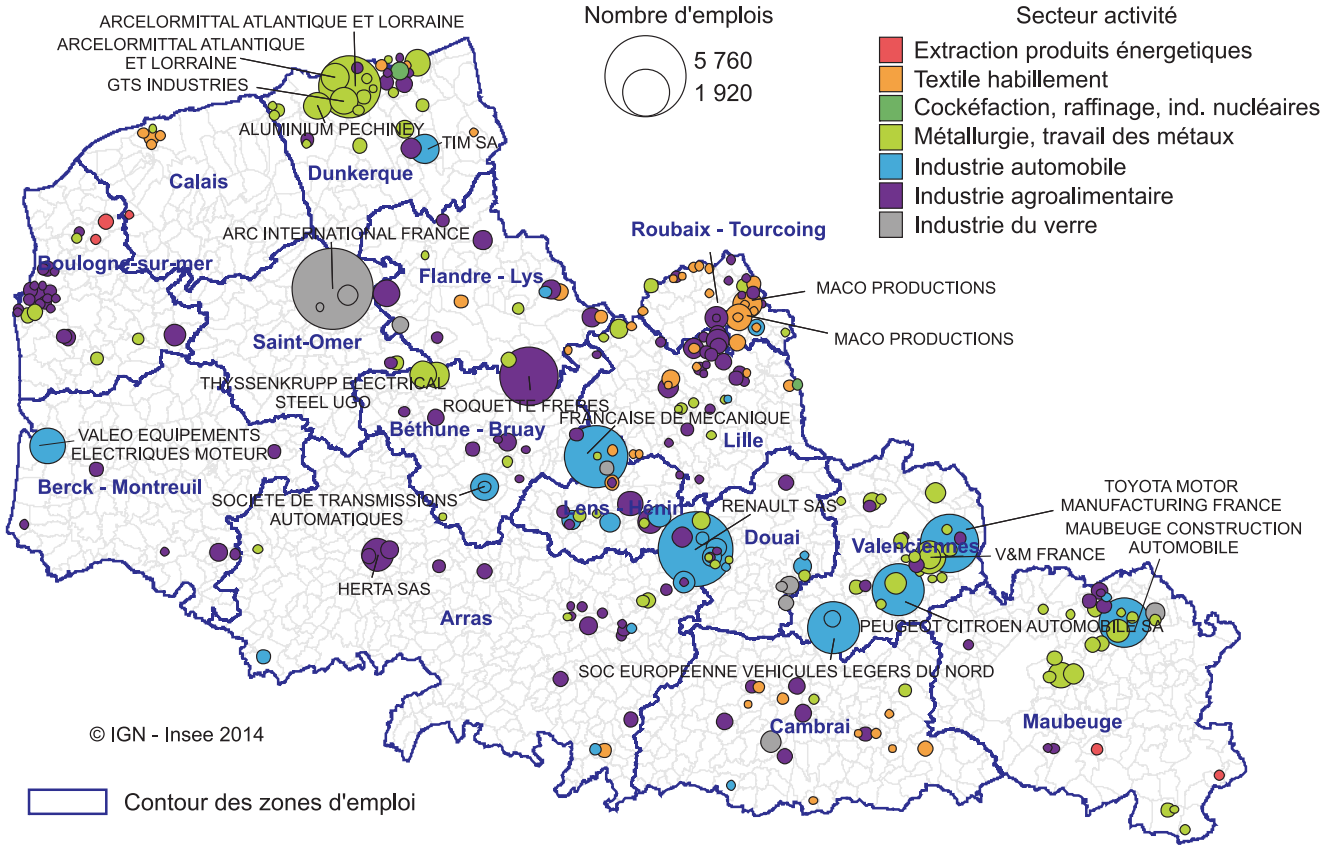 ARCELORMITTAL ATLANTIQUE ET LORRAINE
ARCELORMITTAL ATLANTIQUE
ET LORRAINE
GTS INDUSTRIES
ALUMINIUM PECHINEY
TIM SA
Dunkerque
Calais
Nombre d'emplois
5 760
1 920
Secteur activité
Extraction produits énergetiques
Textile habillement
Cockéfaction, raffinage, ind. nucléaires
Métallurgie, travail des métaux
Industrie automobile
Industrie agroalimentaire
Industrie du verre
ARC INTERNATIONAL FRANCE
Boulogne-sur-mer
Flandre - Lys
Roubaix - Tourcoing
MACO PRODUCTIONS
MACO PRODUCTIONS
Saint-Omer
THYSSENKRUPP ELECTRICAL
STEEL UGO
ROQUETTE FRERES
FRANCAISE DE MECANIQUE
Béthune - Bruay
Lille
VALEO EQUIPEMENTS
ELECTRIQUES MOTEUR
Berck - Montreuil
SOCIETE DE TRANSMISSIONS
AUTOMATIQUES
Lens - Hénin
RENAULT SAS
Douai
Valenciennes
TOYOTA MOTOR
MANUFACTURING FRANCE
MAUBEUGE CONSTRUCTION
AUTOMOBILE
V&M FRANCE
HERTA SAS
Arras
PEUGEOT CITROEN AUTOMOBILE SA
SOC EUROPEENNE VEHICULES LEGERS DU NORD
Cambrai
Maubeuge
© IGN - Insee 2014
Contour des zones d'emploi